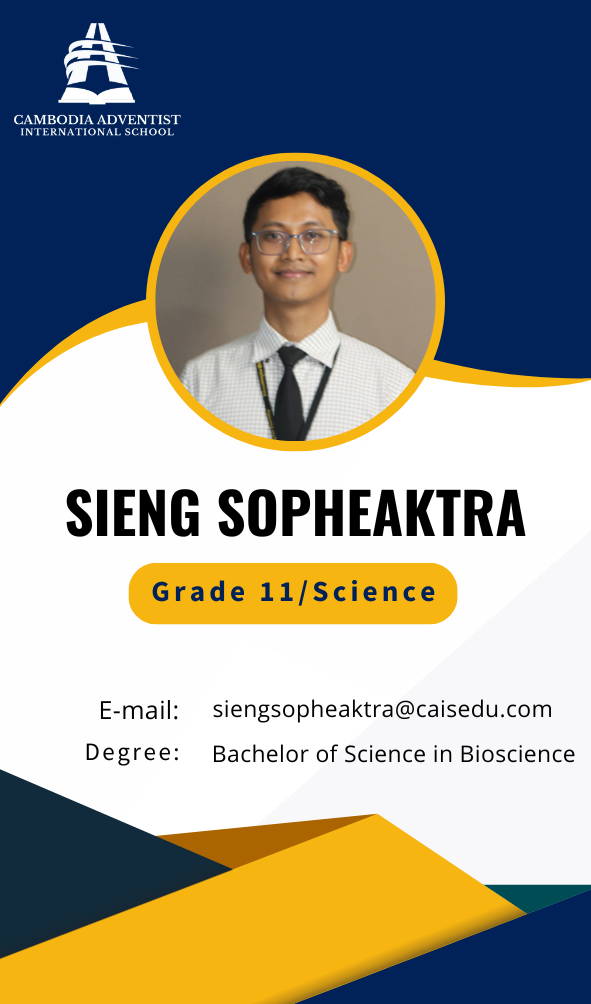 CAMBODIA ADVENTIST
INTERNATIONAL SCHOOL
SIENG SOPHEAKTRA
Grade 11/Science
E-mail: siengsopheaktra@caisedu.com
Degree: Bachelor of Science in Bioscience